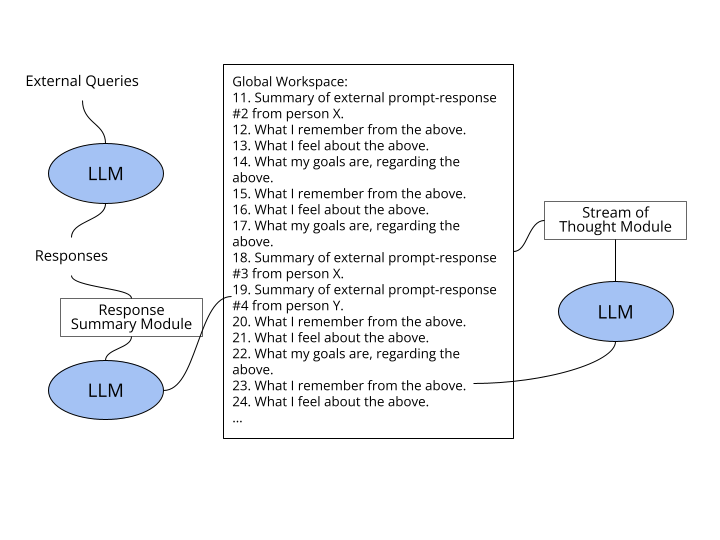 External Queries
LLM
Responses
Response
Summary Module
LLM
Global Workspace:
11. Summary of external prompt-response
#2 from person X.
12. What I remember from the above.
13. What I feel about the above.
14. What my goals are, regarding the
above.
15. What I remember from the above.
16. What I feel about the above.
17. What my goals are, regarding the
above.
18. Summary of external prompt-response
#3 from person X.
19. Summary of external prompt-response
#4 from person Y.
20. What I remember from the above.
21. What I feel about the above.
22. What my goals are, regarding the
above.
23. What I remember from the above.
24. What I feel about the above.
...
Stream of
Thought Module
LLM